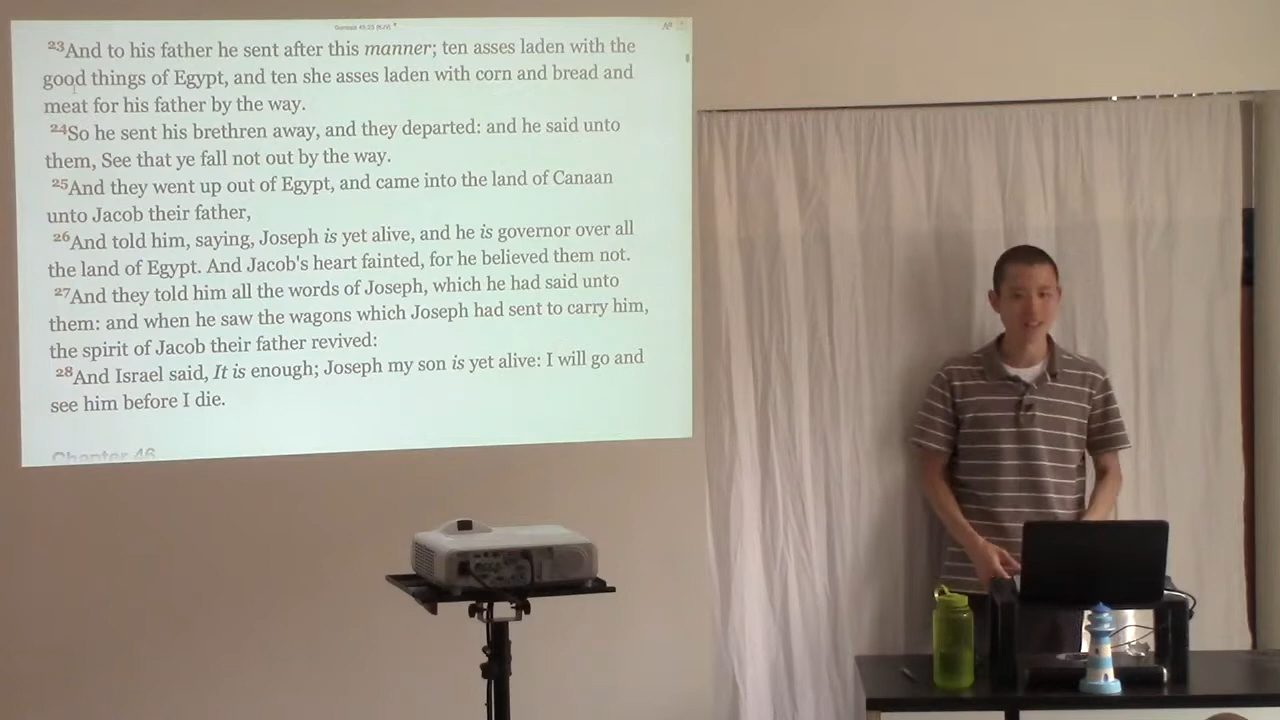 Genesis 45:23 (KJV)
23And to his father he sent after this manner; ten asses laden with the
good things of Egypt, and ten she asses laden with corn and bread and
meat for his father by the way.
24So he sent his brethren away, and they departed: and he said unto
them, See that ye fall not out by the way.
25And they went up out of Egypt, and came into the land of Canaan
unto Jacob their father,
26And told him, saying, Joseph is yet alive, and he is governor over all
the land of Egypt. And Jacob's heart fainted, for he believed them not.
27And they told him all the words of Joseph, which he had said unto
them: and when he saw the wagons which Joseph had sent to carry him,
the spirit of Jacob their father revived:
28And Israel said, It is enough; Joseph my son is yet alive: I will go and
see him before I die.
Chapter 46